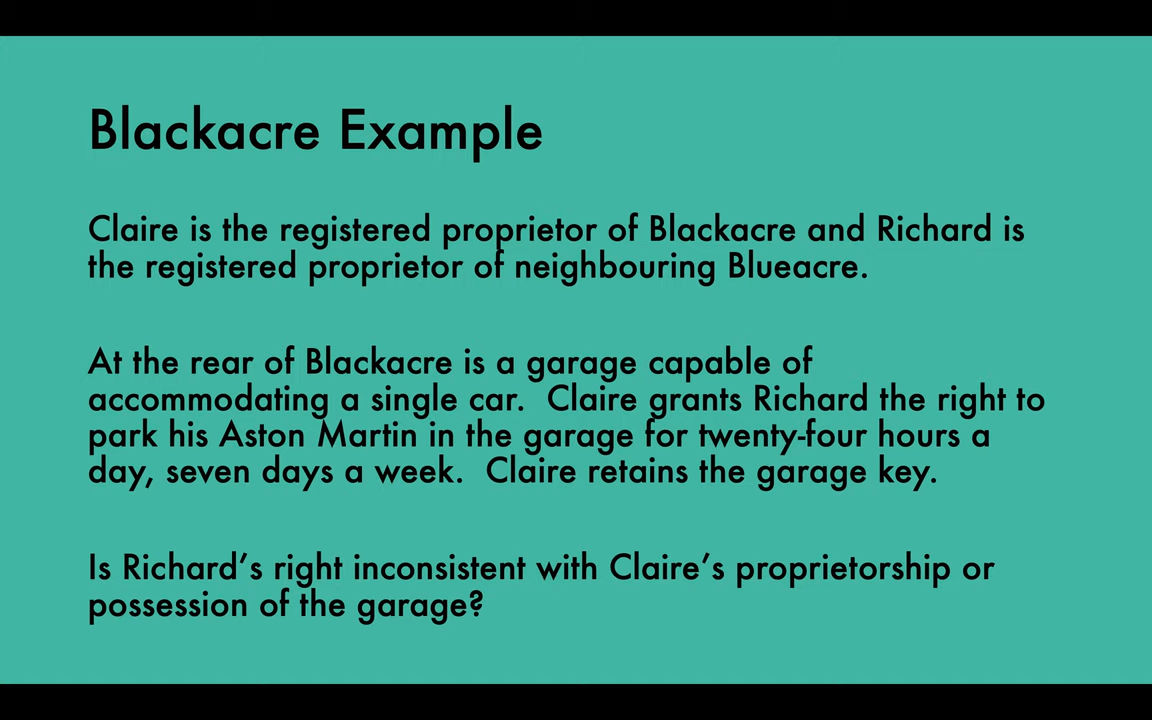 Blackacre Example
Claire is the registered proprietor of Blackacre and Richard is
the registered proprietor of neighbouring Blueacre.
At the rear of Blackacre is a garage capable of
accommodating a single car.  Claire grants Richard the right to
park his Aston Martin in the garage for twenty-four hours a
day, seven days a week.  Claire retains the garage key.
Is Richard’s right inconsistent with Claire’s proprietorship or
possession of the garage?